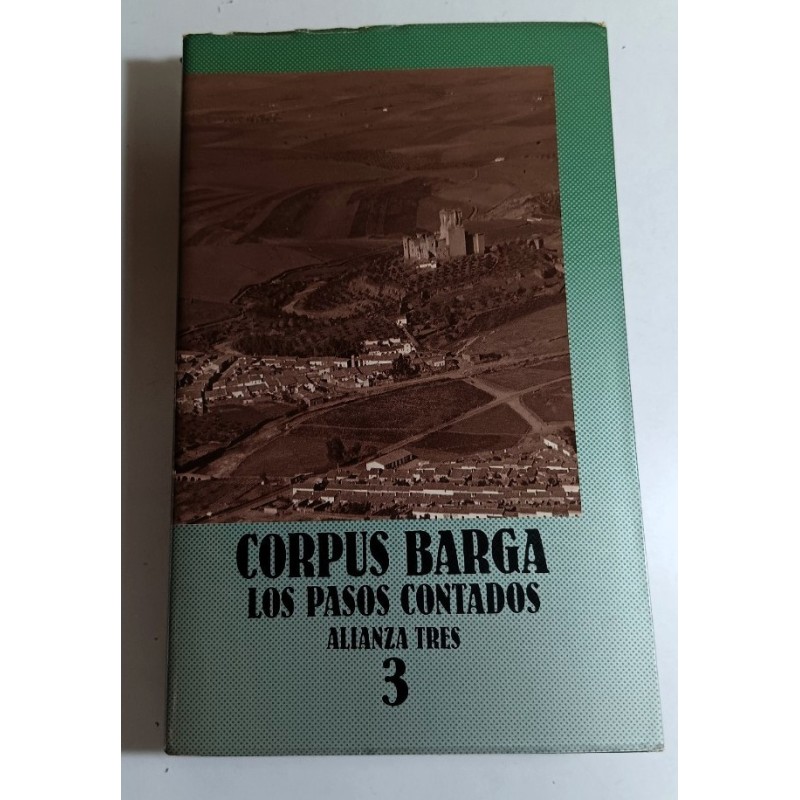 CORPUS BARGA
LOS PASOS CONTADOS
ALIANZA TRES
3